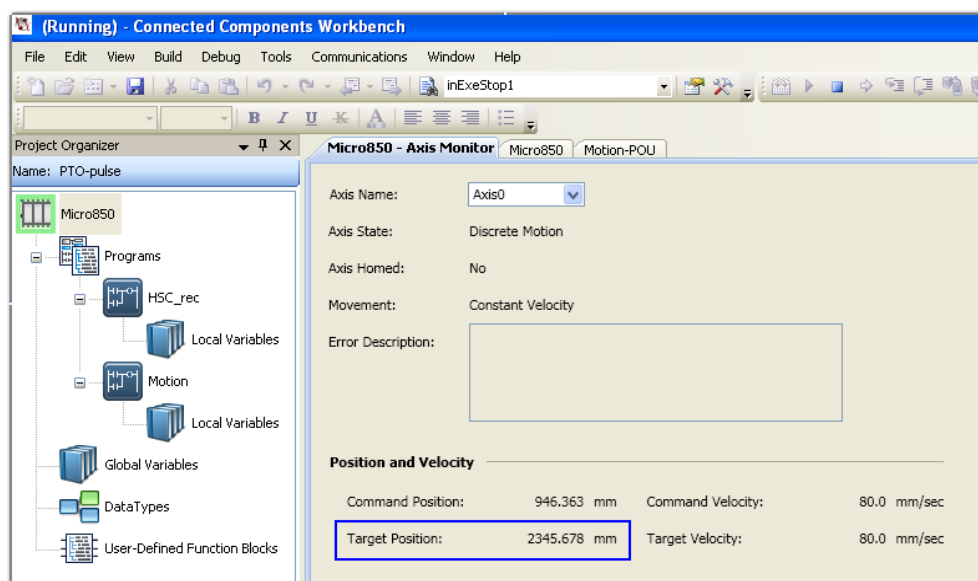 (Running) - Connected Components Workbench
File Edit View Build Debug Tools Communications Window Help
inExeStop1
B I U K A
Project Organizer
Name: PTO-pulse
Micro850
Programs
HSC_rec
Local Variables
Motion
Local Variables
Global Variables
DataTypes
User-Defined Function Blocks
Micro850 - Axis Monitor Micro850 Motion-POU
Axis Name: Axis0
Axis State: Discrete Motion
Axis Homed: No
Movement: Constant Velocity
Error Description:
Position and Velocity
Command Position: 946.363 mm Command Velocity: 80.0 mm/sec
Target Position: 2345.678 mm Target Velocity: 80.0 mm/sec